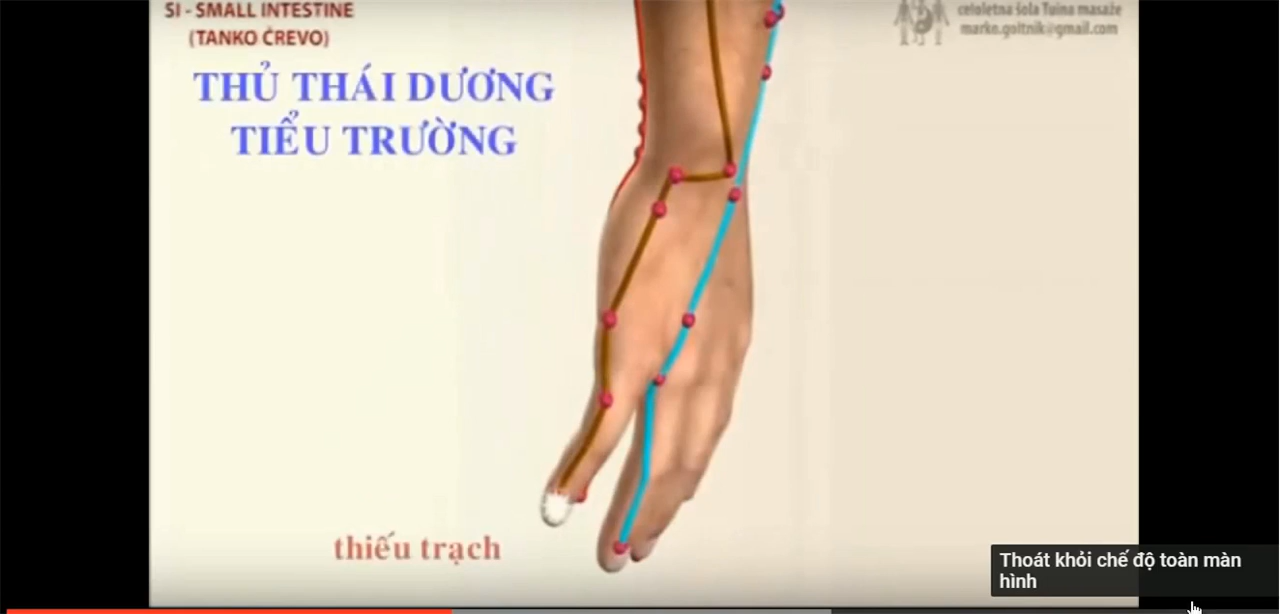 SI - SMALL INTESTINE
(TANKO ČREVO)
celoletna šola Tuina masaže
marko.goltnik@gmail.com
THỦ THÁI DƯƠNG
TIỂU TRƯỜNG
thiếu trạch
Thoát khỏi chế độ toàn màn
hình